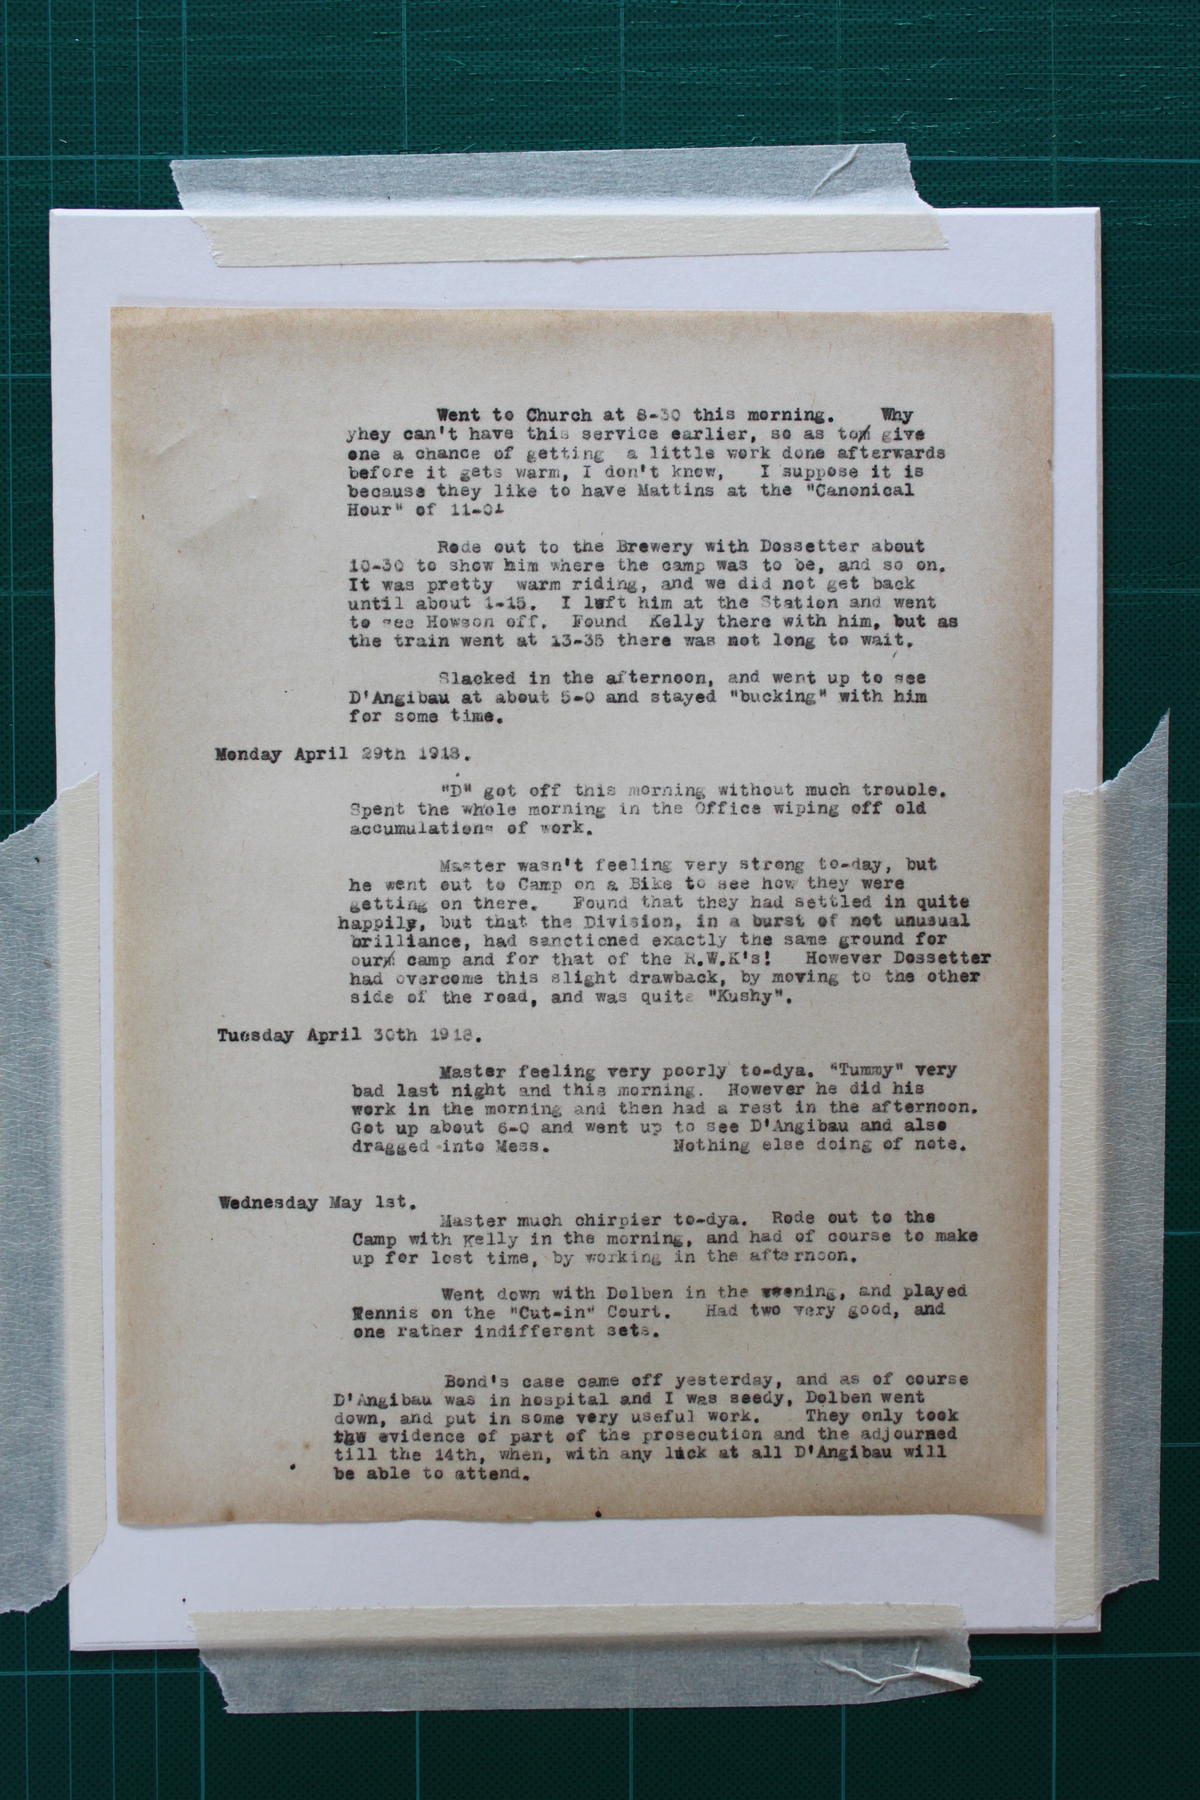 Went to Church at 8-30 this morning. Why
yhey can't have this service earlier, so as to give
one a chance of getting a little work done afterwards
before it gets warm, I don't know, I suppose it is
because they like to have Mattins at the "Canonical
Hour" of 11-0!
Rode out to the Brewery with Dossetter about
10-30 to show him where the camp was to be, and so on.
It was pretty warm riding, and we did not get back
until about 1-15. I left him at the Station and went
to see Howson off. Found Kelly there with him, but as
the train went at 13-35 there was not long to wait.
Slacked in the afternoon, and went up to see
D'Angibau at about 5-0 and stayed "bucking" with him
for some time.
Monday April 29th 1918.
"D" got off this morning without much trouble.
Spent the whole morning in the Office wiping off old
accumulations of work.
Master wasn't feeling very strong to-day, but
he went out to Camp on a Bike to see how they were
getting on there. Found that they had settled in quite
happily, but that the Division, in a burst of not unusual
brilliance, had sanctioned exactly the same ground for
our camp and for that of the R.W.K's! However Dossetter
had overcome this slight drawback, by moving to the other
side of the road, and was quite "Kushy".
Tuesday April 30th 1918.
Master feeling very poorly to-dya. "Tummy" very
bad last night and this morning. However he did his
work in the morning and then had a rest in the afternoon.
Got up about 6-0 and went up to see D'Angibau and also
dragged into Mess. Nothing else doing of note.
Wednesday May 1st.
Master much chirpier to-dya. Rode out to the
Camp with Kelly in the morning, and had of course to make
up for lost time, by working in the afternoon.
Went down with Dolben in the evening, and played
Tennis on the "Cut-in" Court. Had two very good, and
one rather indifferent sets.
Bond's case came off yesterday, and as of course
D'Angibau was in hospital and I was seedy, Dolben went
down, and put in some very useful work. They only took
the evidence of part of the prosecution and the adjourned
till the 14th, when, with any luck at all D'Angibau will
be able to attend.